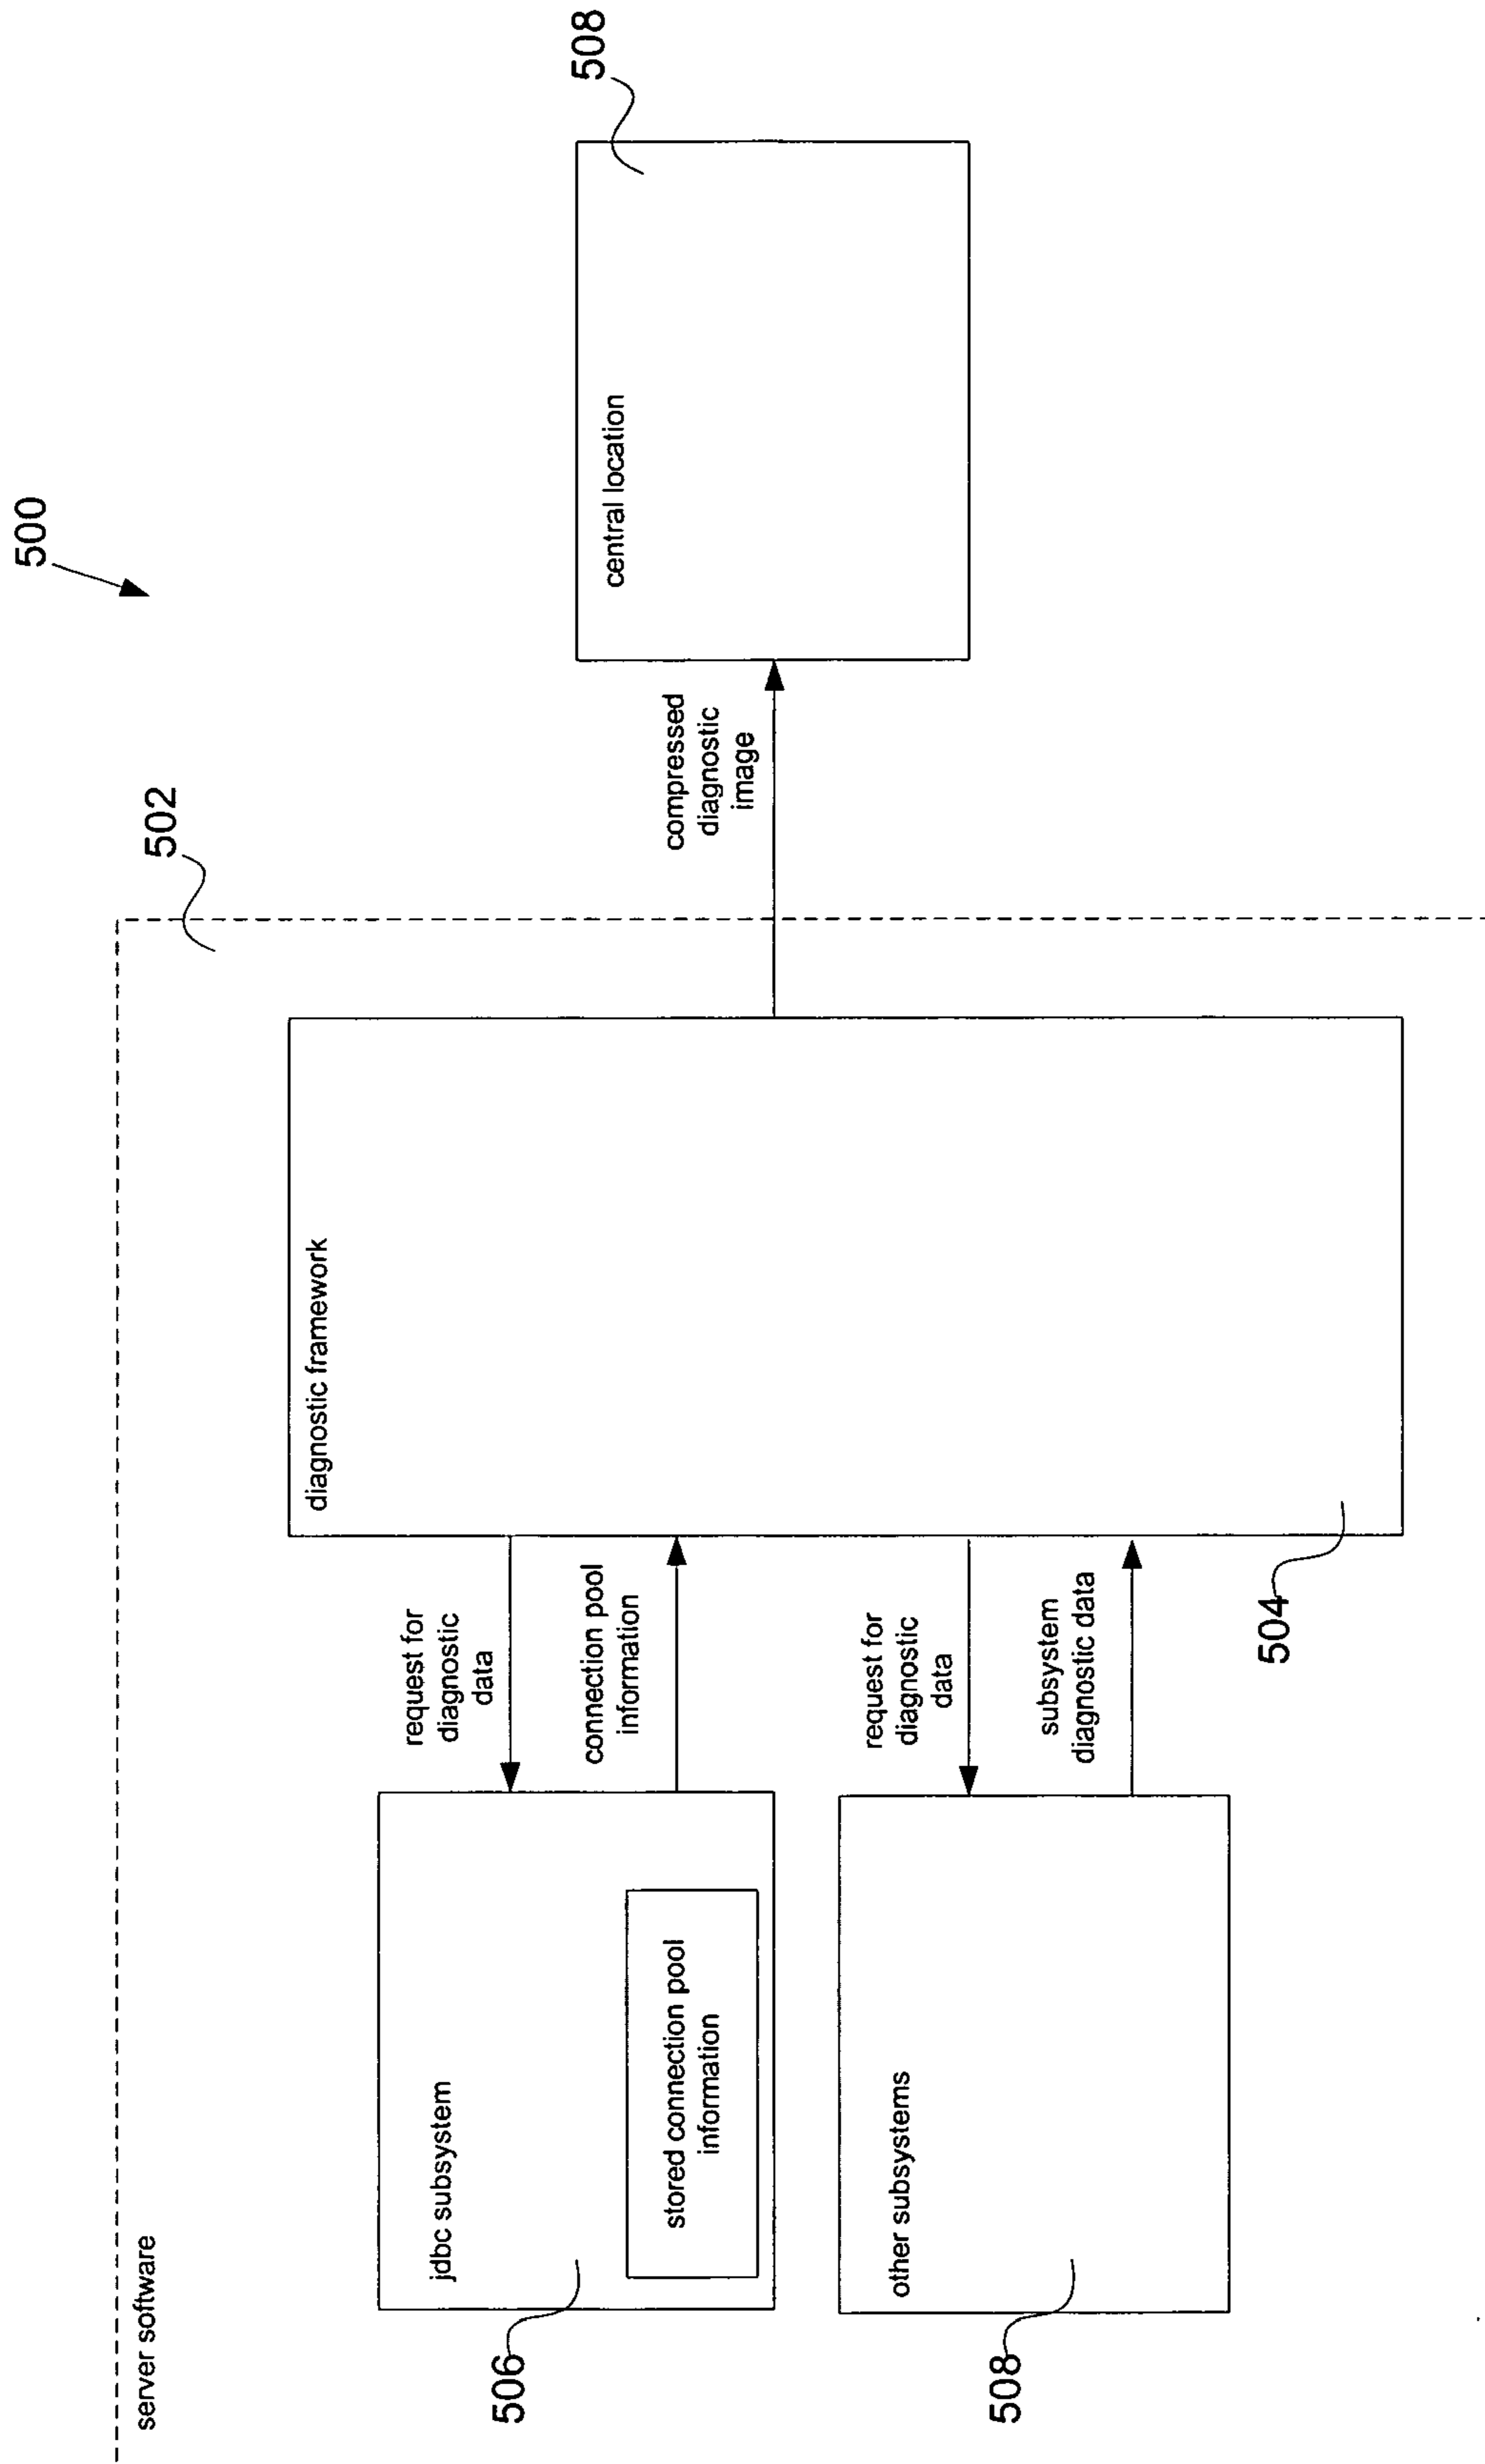 500
server software
502
jdbc subsystem
506
stored connection pool
information
request for
diagnostic
data
connection pool
information
diagnostic framework
504
other subsystems
508
request for
diagnostic
data
subsystem
diagnostic data
compressed
diagnostic
image
central location
508